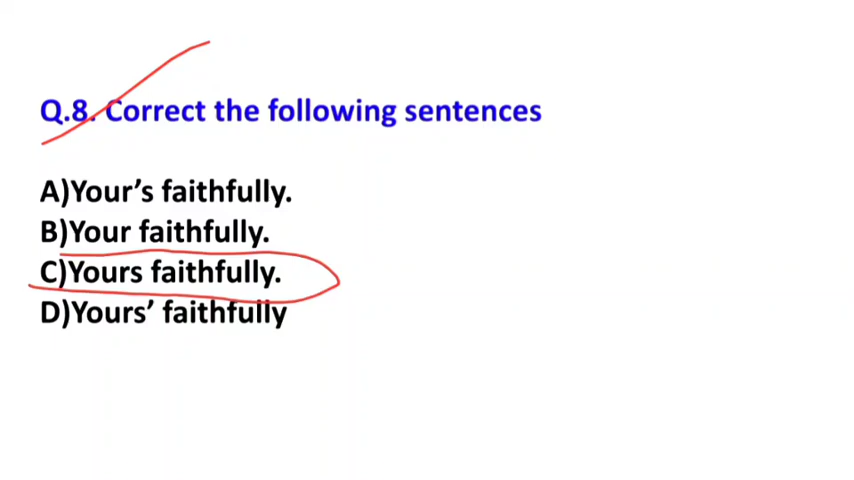 Q.8. Correct the following sentences
A)Your’s faithfully.
B)Your faithfully.
C)Yours faithfully.
D)Yours’ faithfully